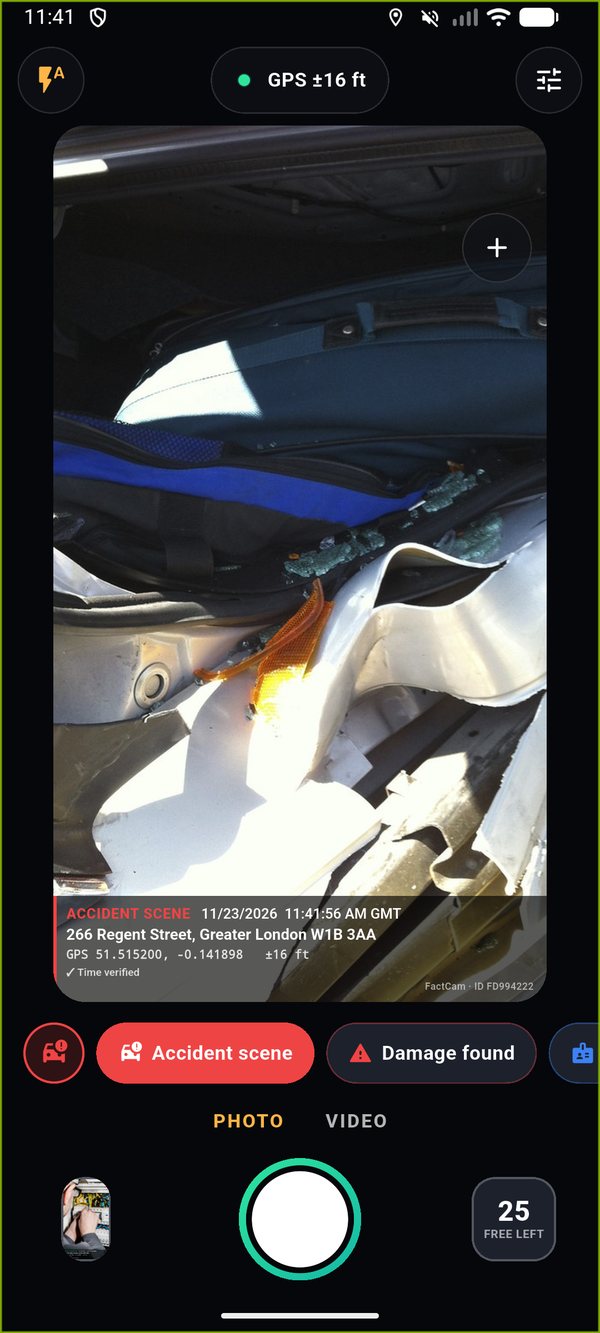 11:41
A
GPS ±16 ft
ACCIDENT SCENE 11/23/2026 11:41:56 AM GMT
266 Regent Street, Greater London W1B 3AA
GPS 51.515200, -0.141898 ±16 ft
✓ Time verified
FactCam · ID FD994222
Accident scene
Damage found
PHOTO VIDEO
25
FREE LEFT